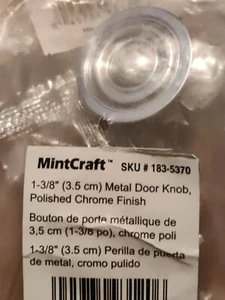 MintCraft™ SKU # 183-5370
1-3/8" (3.5 cm) Metal Door Knob,
Polished Chrome Finish
Bouton de porte métallique de
3,5 cm (1-3/8 po), chrome poli
1-3/8" (3.5 cm) Perilla de puerta
de metal, cromo pulido